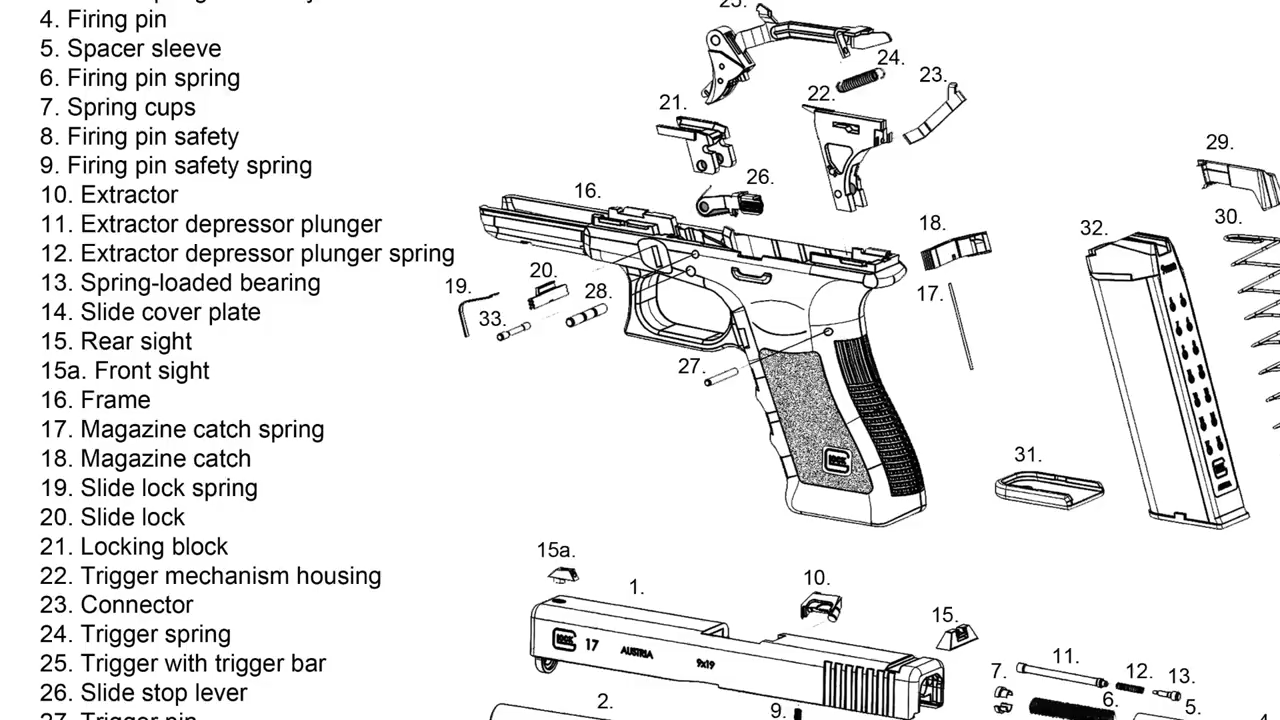 4. Firing pin
5. Spacer sleeve
6. Firing pin spring
7. Spring cups
8. Firing pin safety
9. Firing pin safety spring
10. Extractor
11. Extractor depressor plunger
12. Extractor depressor plunger spring
13. Spring-loaded bearing
14. Slide cover plate
15. Rear sight
15a. Front sight
16. Frame
17. Magazine catch spring
18. Magazine catch
19. Slide lock spring
20. Slide lock
21. Locking block
22. Trigger mechanism housing
23. Connector
24. Trigger spring
25. Trigger with trigger bar
26. Slide stop lever
27. Trigger pin
25.
24.
23.
22.
21.
29.
26.
16.
30.
18.
32.
20.
19.
28.
17.
33.
27.
GLOCK
31.
15a.
10.
1.
15.
GLOCK 17 AUSTRIA 9x19
11.
12.
13.
7.
6.
5.
2.
9.